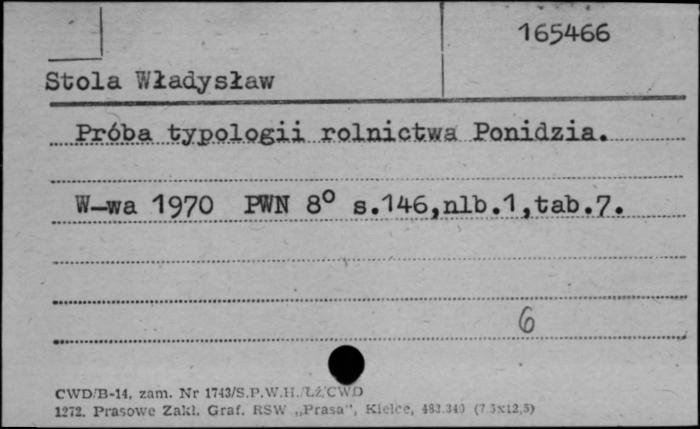 165466
Stola Władysław
Próba typologii rolnictwa Ponidzia.
W-wa 1970 PWN 8° s.146,nlb.1,tab.7.
6
CWD/B-14, zam. Nr 1743/S.P.W.H./Łż/CWD
1272. Prasowe Zakł. Graf. RSW „Prasa", Kielce, 483.340 (7.5x12,5)